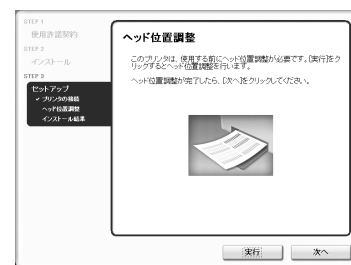 STEP 1
使用許諾契約
STEP 2
インストール
STEP 3
セットアップ
✓ プリンタの接続
ヘッド位置調整
インストール結果
ヘッド位置調整
このプリンタは、使用する前にヘッド位置調整が必要です。[実行]をク
リックするとヘッド位置調整を行います。
ヘッド位置調整が完了したら、[次へ]をクリックしてください。
実行
次へ